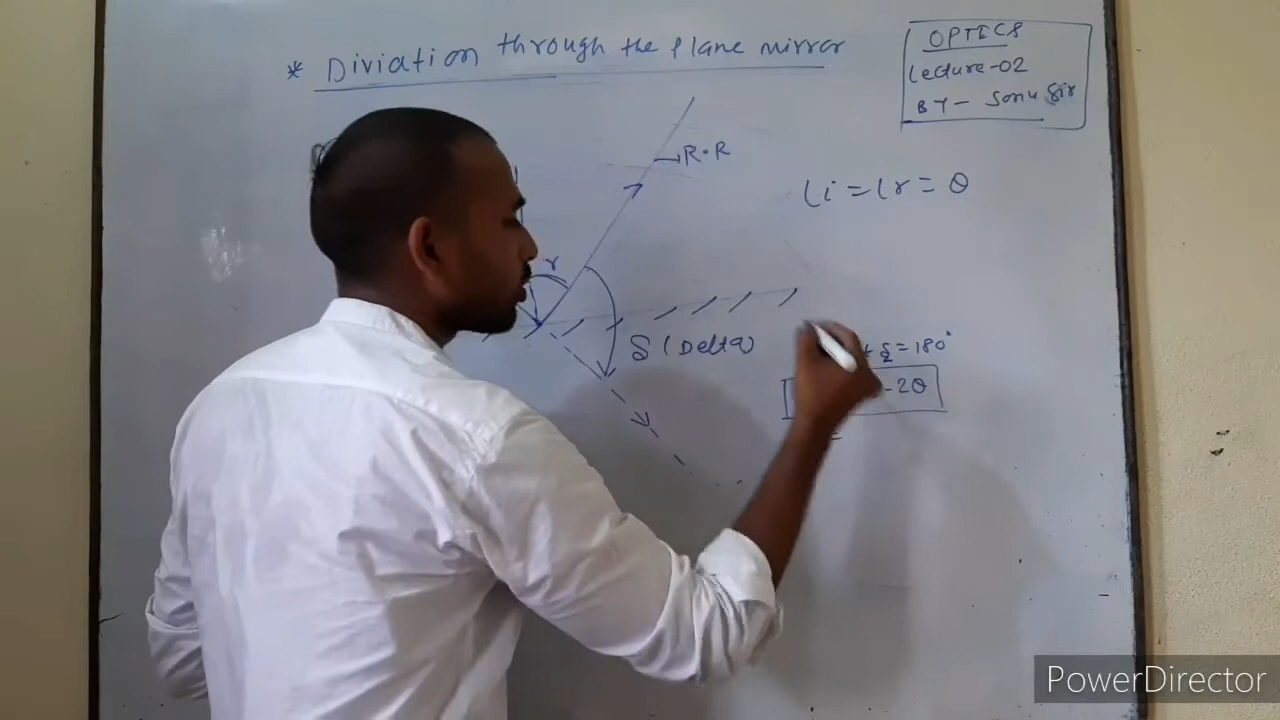 * Diviation through the Plane mirror
OPTICS
Lecture-02
BY - Sonu Sir
R.R
∠i = ∠r = θ
r
δ (Delta)
+ δ = 180°
- 2θ
=
PowerDirector